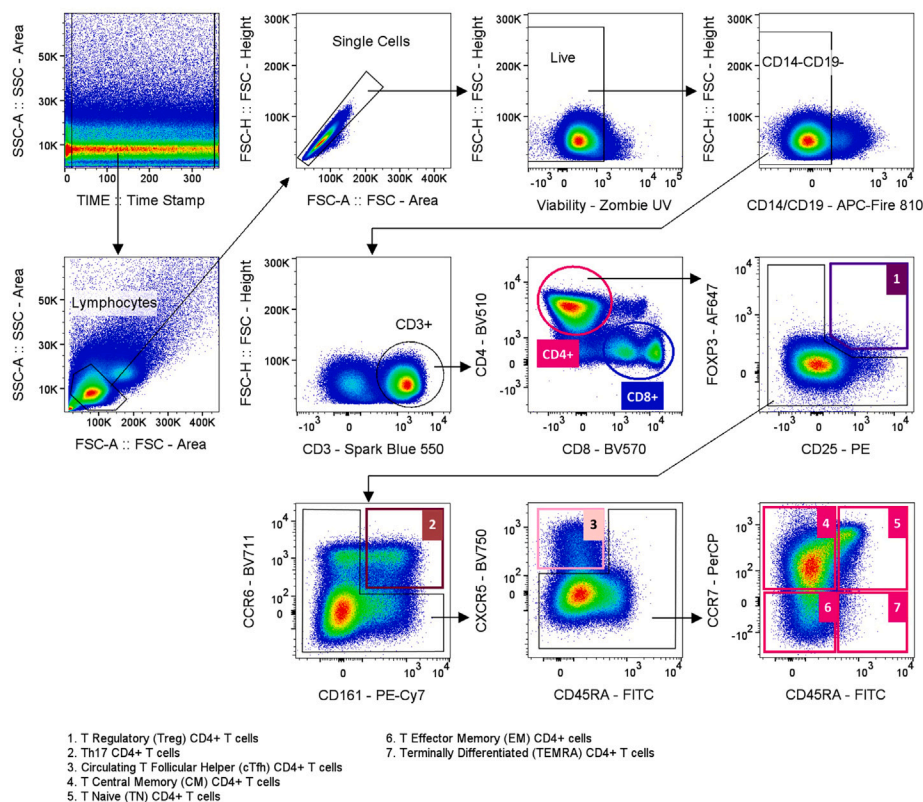 SSC-A :: SSC - Area
50K
30K
10K
0
100
200
300
TIME :: Time Stamp
FSC-H :: FSC - Height
300K
200K
100K
Single Cells
100K
200K
300K
400K
FSC-A :: FSC - Area
FSC-H :: FSC - Height
300K
200K
100K
Live
-10³
0
10³
10⁴
10⁵
Viability - Zombie UV
FSC-H :: FSC - Height
300K
200K
100K
CD14-CD19-
-10³
0
10³
10⁴
CD14/CD19 - APC-Fire 810
SSC-A :: SSC - Area
50K
30K
10K
Lymphocytes
100K
200K
300K
400K
FSC-A :: FSC - Area
FSC-H :: FSC - Height
300K
200K
100K
CD3+
-10³
0
10³
10⁴
CD3 - Spark Blue 550
CD4 - BV510
10⁴
10³
0
-10³
CD4+
CD8+
-10³
0
10³
10⁴
CD8 - BV570
FOXP3 - AF647
10⁴
10³
0
1
-10³
0
10³
10⁴
CD25 - PE
CCR6 - BV711
10⁴
10³
10²
0
2
-10³
0
10³
10⁴
CD161 - PE-Cy7
CXCR5 - BV750
10⁴
10³
10²
0
3
-10³
0
10³
10⁴
CD45RA - FITC
CCR7 - PerCP
10³
10²
0
-10²
4
5
6
7
-10³
0
10³
10⁴
CD45RA - FITC
1. T Regulatory (Treg) CD4+ T cells
2. Th17 CD4+ T cells
3. Circulating T Follicular Helper (cTfh) CD4+ T cells
4. T Central Memory (CM) CD4+ T cells
5. T Naive (TN) CD4+ T cells
6. T Effector Memory (EM) CD4+ cells
7. Terminally Differentiated (TEMRA) CD4+ T cells